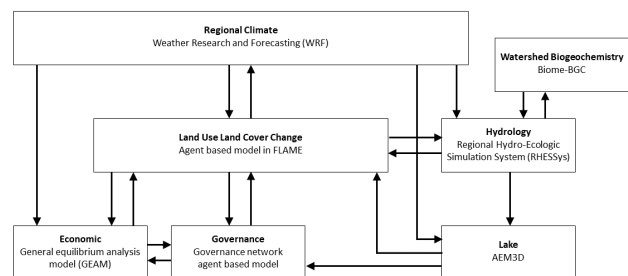 Regional Climate
Weather Research and Forecasting (WRF)
Watershed Biogeochemistry
Biome-BGC
Land Use Land Cover Change
Agent based model in FLAME
Hydrology
Regional Hydro-Ecologic
Simulation System (RHESSys)
Economic
General equilibrium analysis
model (GEAM)
Governance
Governance network
agent based model
Lake
AEM3D